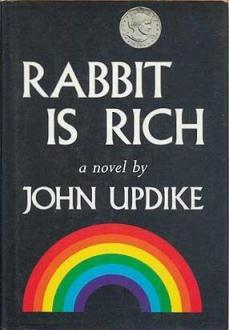 RABBIT
IS RICH
a novel by
JOHN UPDIKE